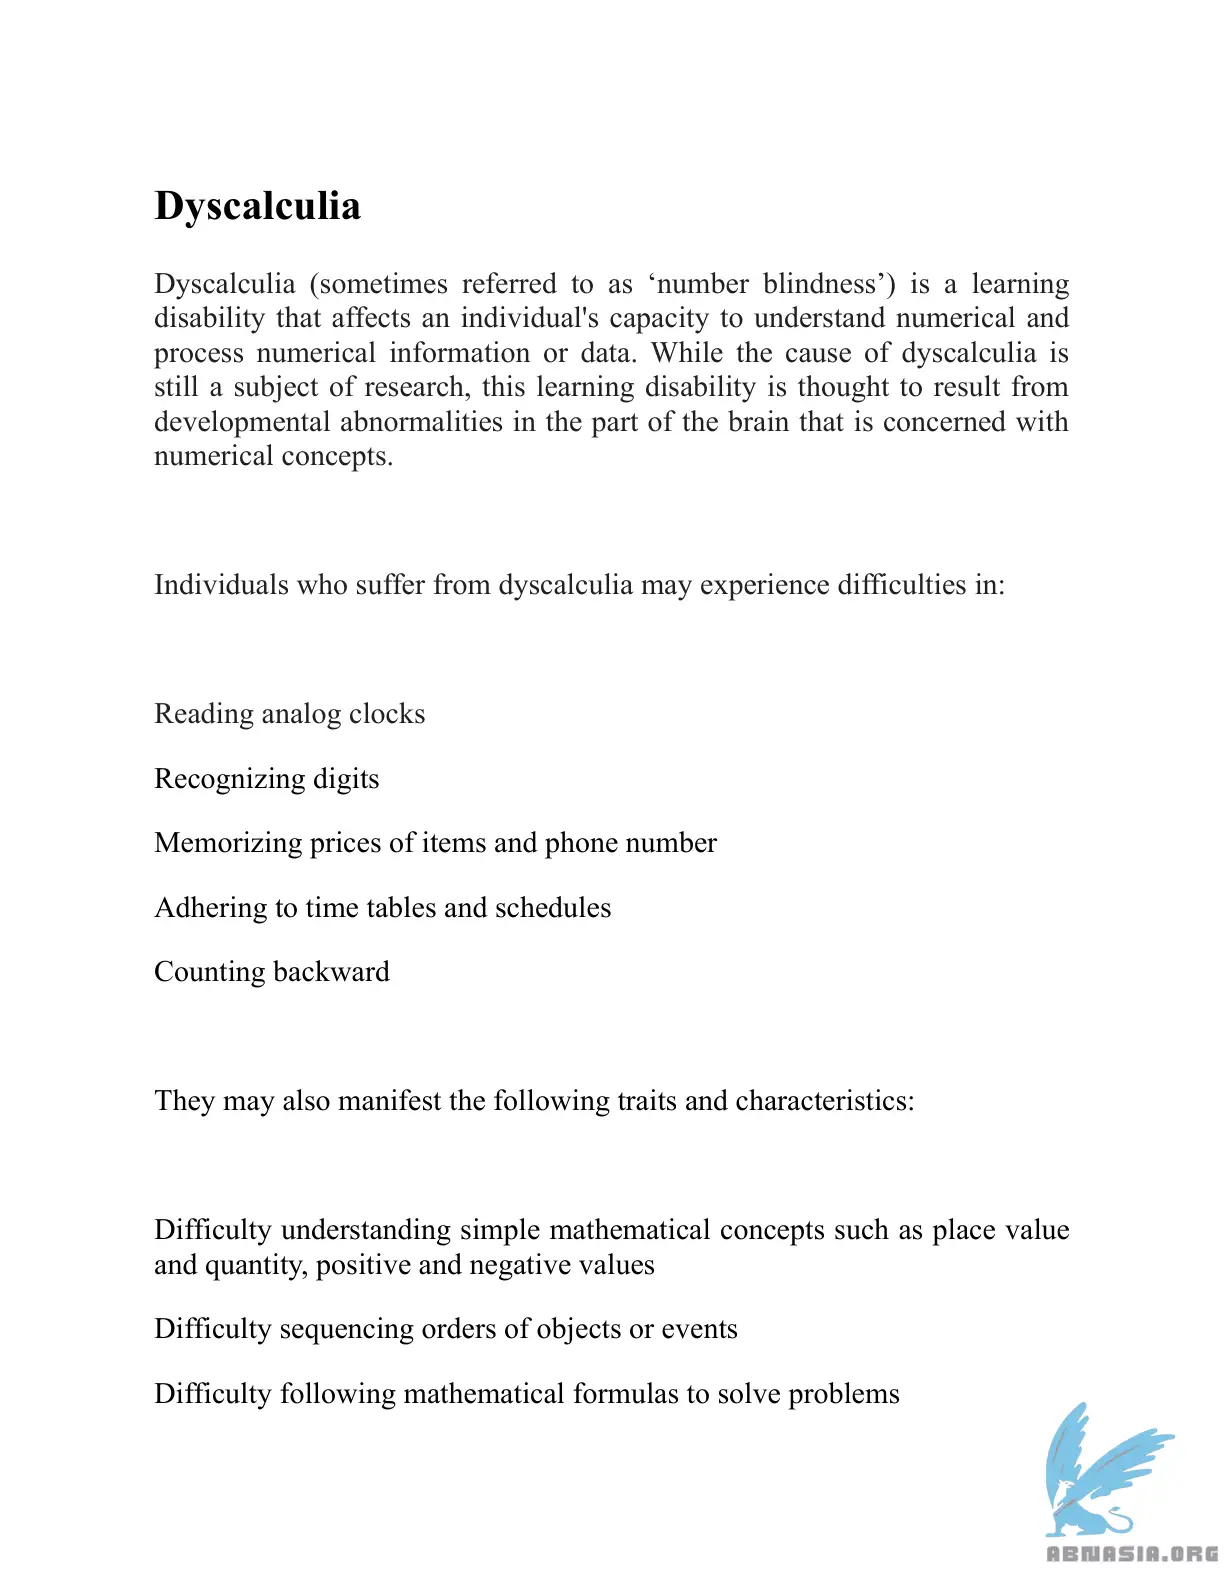 Dyscalculia
Dyscalculia (sometimes referred to as ‘number blindness’) is a learning
disability that affects an individual's capacity to understand numerical and
process numerical information or data. While the cause of dyscalculia is
still a subject of research, this learning disability is thought to result from
developmental abnormalities in the part of the brain that is concerned with
numerical concepts.
Individuals who suffer from dyscalculia may experience difficulties in:
Reading analog clocks
Recognizing digits
Memorizing prices of items and phone number
Adhering to time tables and schedules
Counting backward
They may also manifest the following traits and characteristics:
Difficulty understanding simple mathematical concepts such as place value
and quantity, positive and negative values
Difficulty sequencing orders of objects or events
Difficulty following mathematical formulas to solve problems
ABNASIA.ORG